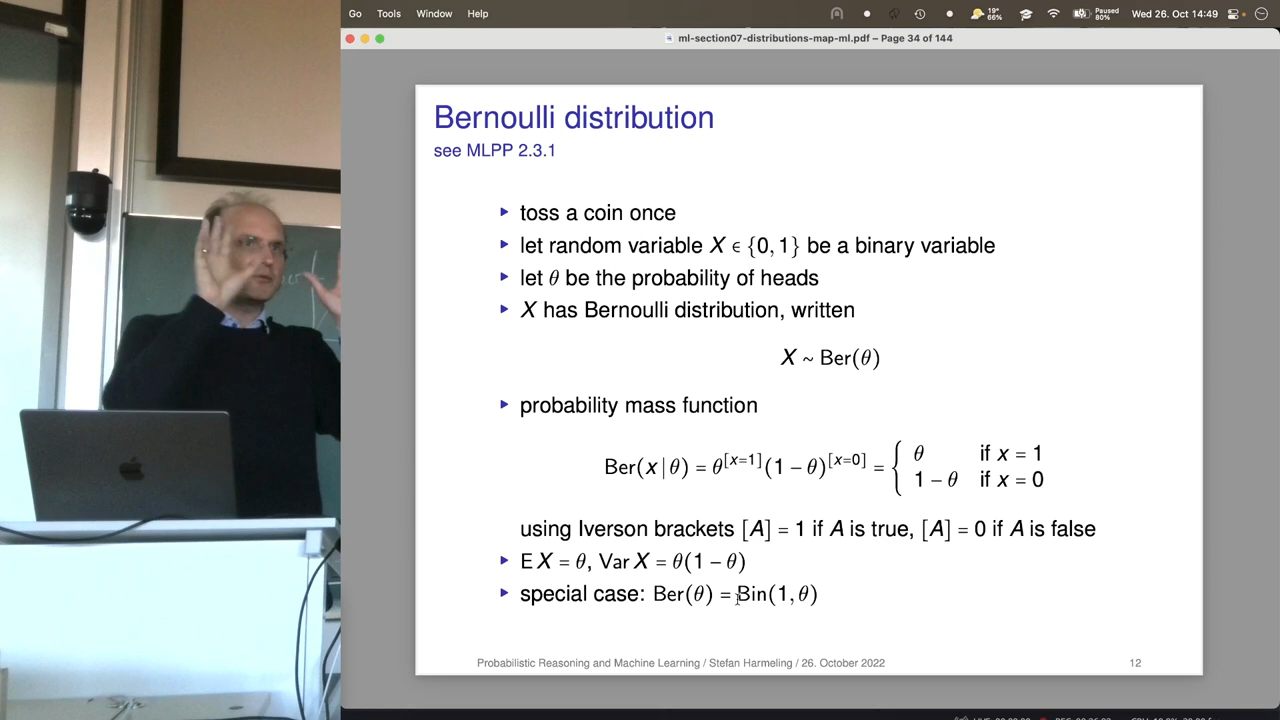 Go Tools Window Help 19° 66% Paused 80% Wed 26. Oct 14:49
ml-section07-distributions-map-ml.pdf – Page 34 of 144
Bernoulli distribution
see MLPP 2.3.1
▸ toss a coin once
▸ let random variable X ∈ {0, 1} be a binary variable
▸ let θ be the probability of heads
▸ X has Bernoulli distribution, written
X ~ Ber(θ)
▸ probability mass function
Ber(x | θ) = θ^[x=1] (1 − θ)^[x=0] = { θ if x = 1
1 − θ if x = 0
using Iverson brackets [A] = 1 if A is true, [A] = 0 if A is false
▸ E X = θ, Var X = θ(1 − θ)
▸ special case: Ber(θ) = Bin(1, θ)
Probabilistic Reasoning and Machine Learning / Stefan Harmeling / 26. October 2022 12